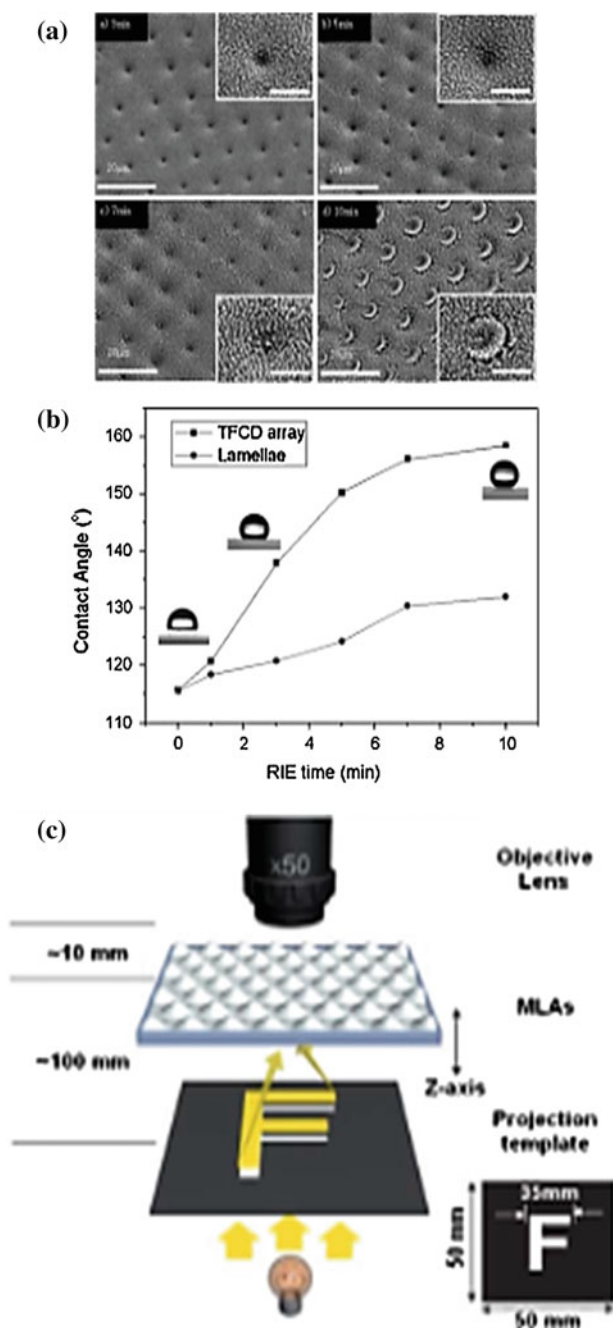 (a)
b) 5min
c) 7min
d) 10min
20μm
(b)
160
150
140
130
120
110
TFCD array
Lamellae
Contact Angle (°)
0
2
4
6
8
10
RIE time (min)
(c)
x50
Objective
Lens
~10 mm
MLAs
~100 mm
Z-axis
Projection
template
35mm
F
50 mm
50 mm